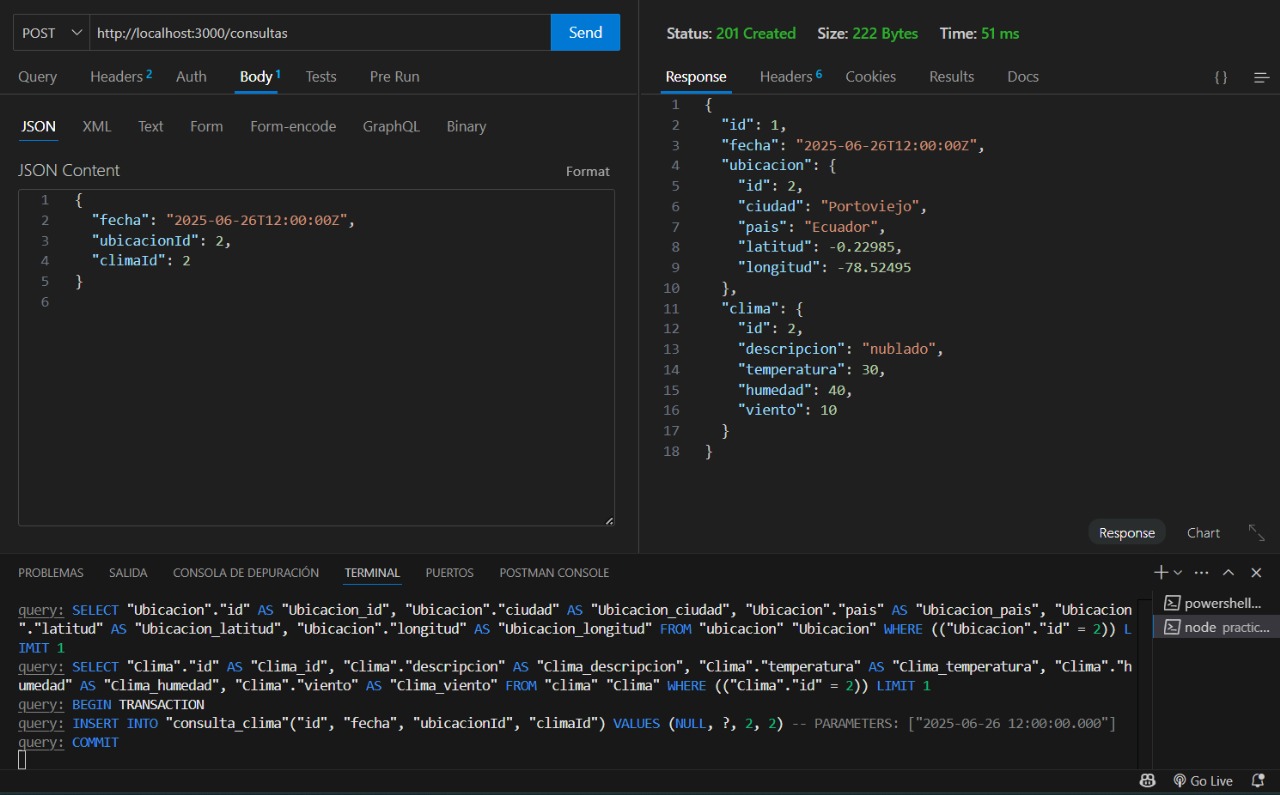 POST http://localhost:3000/consultas Send
Query Headers 2 Auth Body 1 Tests Pre Run
JSON XML Text Form Form-encode GraphQL Binary
JSON Content Format
1 {
2 "fecha": "2025-06-26T12:00:00Z",
3 "ubicacionId": 2,
4 "climaId": 2
5 }
6
Status: 201 Created Size: 222 Bytes Time: 51 ms
Response Headers 6 Cookies Results Docs { }
1 {
2 "id": 1,
3 "fecha": "2025-06-26T12:00:00Z",
4 "ubicacion": {
5 "id": 2,
6 "ciudad": "Portoviejo",
7 "pais": "Ecuador",
8 "latitud": -0.22985,
9 "longitud": -78.52495
10 },
11 "clima": {
12 "id": 2,
13 "descripcion": "nublado",
14 "temperatura": 30,
15 "humedad": 40,
16 "viento": 10
17 }
18 }
Response Chart
PROBLEMAS SALIDA CONSOLA DE DEPURACIÓN TERMINAL PUERTOS POSTMAN CONSOLE
query: SELECT "Ubicacion"."id" AS "Ubicacion_id", "Ubicacion"."ciudad" AS "Ubicacion_ciudad", "Ubicacion"."pais" AS "Ubicacion_pais", "Ubicacion
"."latitud" AS "Ubicacion_latitud", "Ubicacion"."longitud" AS "Ubicacion_longitud" FROM "ubicacion" "Ubicacion" WHERE (("Ubicacion"."id" = 2)) L
IMIT 1
query: SELECT "Clima"."id" AS "Clima_id", "Clima"."descripcion" AS "Clima_descripcion", "Clima"."temperatura" AS "Clima_temperatura", "Clima"."h
umedad" AS "Clima_humedad", "Clima"."viento" AS "Clima_viento" FROM "clima" "Clima" WHERE (("Clima"."id" = 2)) LIMIT 1
query: BEGIN TRANSACTION
query: INSERT INTO "consulta_clima"("id", "fecha", "ubicacionId", "climaId") VALUES (NULL, ?, 2, 2) -- PARAMETERS: ["2025-06-26 12:00:00.000"]
query: COMMIT
powershell...
node practic...
Go Live